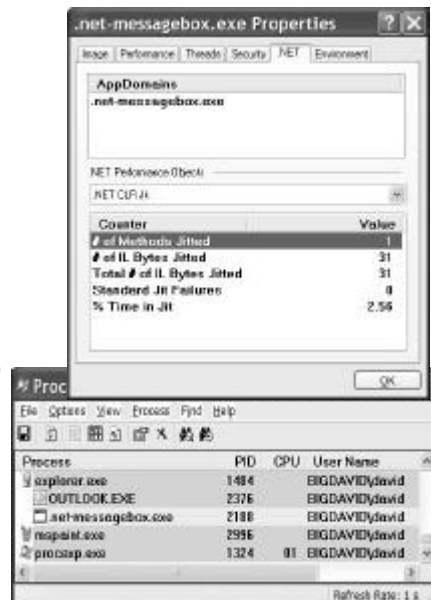 .net-messagebox.exe Properties
Image Performance Threads Security .NET Environment
AppDomains
.net-messagebox.exe
.NET Performance Objects
.NET CLR Jit
Counter Value
# of Methods Jitted 1
# of IL Bytes Jitted 31
Total # of IL Bytes Jitted 31
Standard Jit Failures 0
% Time in Jit 2.56
OK
Proc
File Options View Process Find Help
Process PID CPU User Name
explorer.exe 1484 BIGDAVID\david
OUTLOOK.EXE 2376 BIGDAVID\david
.net-messagebox.exe 2188 BIGDAVID\david
mspaint.exe 2996 BIGDAVID\david
procexp.exe 1324 01 BIGDAVID\david
Refresh Rate: 1 s